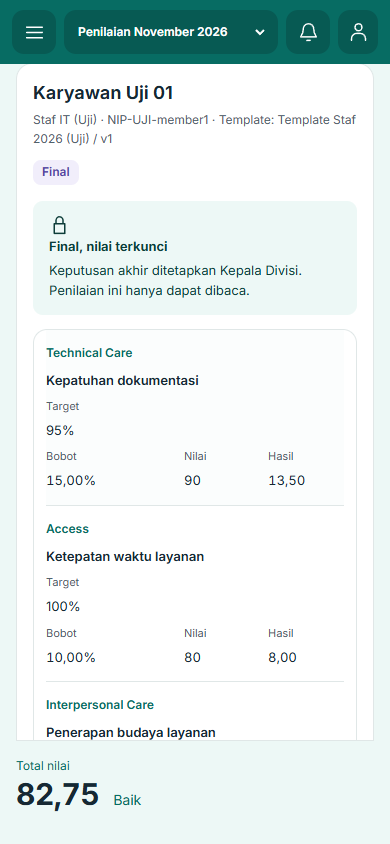 Penilaian November 2026
Karyawan Uji 01
Staf IT (Uji) · NIP-UJI-member1 · Template: Template Staf
2026 (Uji) / v1
Final
Final, nilai terkunci
Keputusan akhir ditetapkan Kepala Divisi.
Penilaian ini hanya dapat dibaca.
Technical Care
Kepatuhan dokumentasi
Target
95%
Bobot Nilai Hasil
15,00% 90 13,50
Access
Ketepatan waktu layanan
Target
100%
Bobot Nilai Hasil
10,00% 80 8,00
Interpersonal Care
Penerapan budaya layanan
Total nilai
82,75 Baik